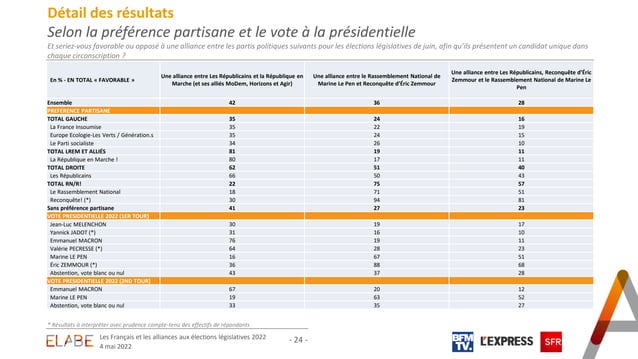 Détail des résultats
Selon la préférence partisane et le vote à la présidentielle
Et seriez-vous favorable ou opposé à une alliance entre les partis politiques suivants pour les élections législatives de juin, afin qu'ils présentent un candidat unique dans
chaque circonscription ?
En % - EN TOTAL « FAVORABLE » Une alliance entre Les Républicains et la République en Marche (et ses alliés MoDem, Horizons et Agir) Une alliance entre le Rassemblement National de Marine Le Pen et Reconquête d'Éric Zemmour Une alliance entre Les Républicains, Reconquête d'Éric Zemmour et le Rassemblement National de Marine Le Pen
Ensemble 42 36 28
PREFERENCE PARTISANE
TOTAL GAUCHE 35 24 16
La France Insoumise 35 22 19
Europe Ecologie-Les Verts / Génération.s 35 24 15
Le Parti socialiste 34 26 10
TOTAL LREM ET ALLIÉS 81 19 11
La République en Marche ! 80 17 11
TOTAL DROITE 62 51 40
Les Républicains 66 50 43
TOTAL RN/R! 22 75 57
Le Rassemblement National 18 71 51
Reconquête! (*) 30 94 81
Sans préférence partisane 41 27 23
VOTE PRESIDENTIELLE 2022 (1ER TOUR)
Jean-Luc MELENCHON 30 19 17
Yannick JADOT (*) 31 16 10
Emmanuel MACRON 76 19 11
Valérie PECRESSE (*) 64 28 23
Marine LE PEN 16 67 51
Éric ZEMMOUR (*) 36 88 68
Abstention, vote blanc ou nul 43 37 28
VOTE PRESIDENTIELLE 2022 (2ND TOUR)
Emmanuel MACRON 67 20 12
Marine LE PEN 19 63 52
Abstention, vote blanc ou nul 33 35 27
* Résultats à interpréter avec prudence compte-tenu des effectifs de répondants
ELABE
Les Français et les alliances aux élections législatives 2022
4 mai 2022
- 24 -
BFM
TV.
L'EXPRESS
SFR